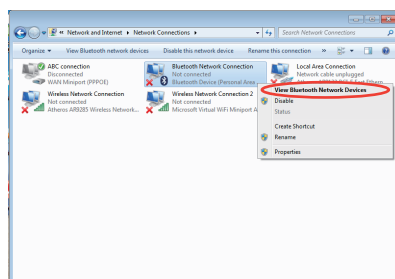 « Network and Internet ▸ Network Connections ▸
Search Network Connections
Organize ▾ View Bluetooth network devices Disable this network device Rename this connection »
ABC connection
Disconnected
WAN Miniport (PPPOE)
Bluetooth Network Connection
Not connected
Bluetooth Device (Personal Area...
Local Area Connection
Network cable unplugged
Wireless Network Connection
Not connected
Atheros AR9285 Wireless Network...
Wireless Network Connection 2
Not connected
Microsoft Virtual WiFi Miniport A
View Bluetooth Network Devices
Disable
Status
Create Shortcut
Rename
Properties